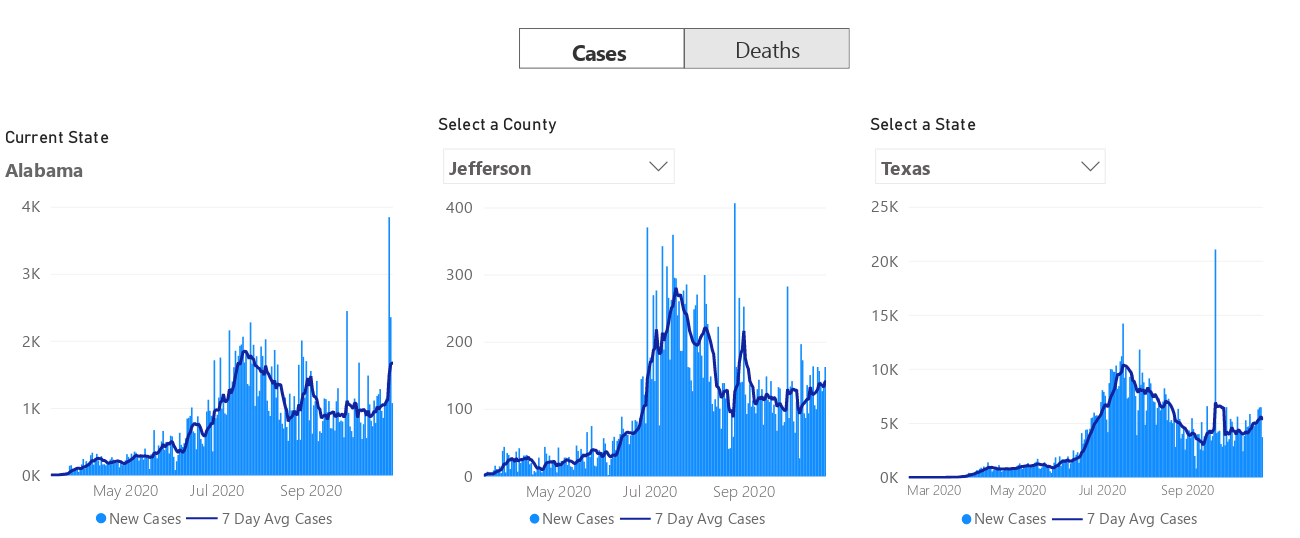 Cases Deaths
Current State
Alabama
4K
3K
2K
1K
0K
May 2020 Jul 2020 Sep 2020
New Cases 7 Day Avg Cases
Select a County
Jefferson
400
300
200
100
0
May 2020 Jul 2020 Sep 2020
New Cases 7 Day Avg Cases
Select a State
Texas
25K
20K
15K
10K
5K
0K
Mar 2020 May 2020 Jul 2020 Sep 2020
New Cases 7 Day Avg Cases